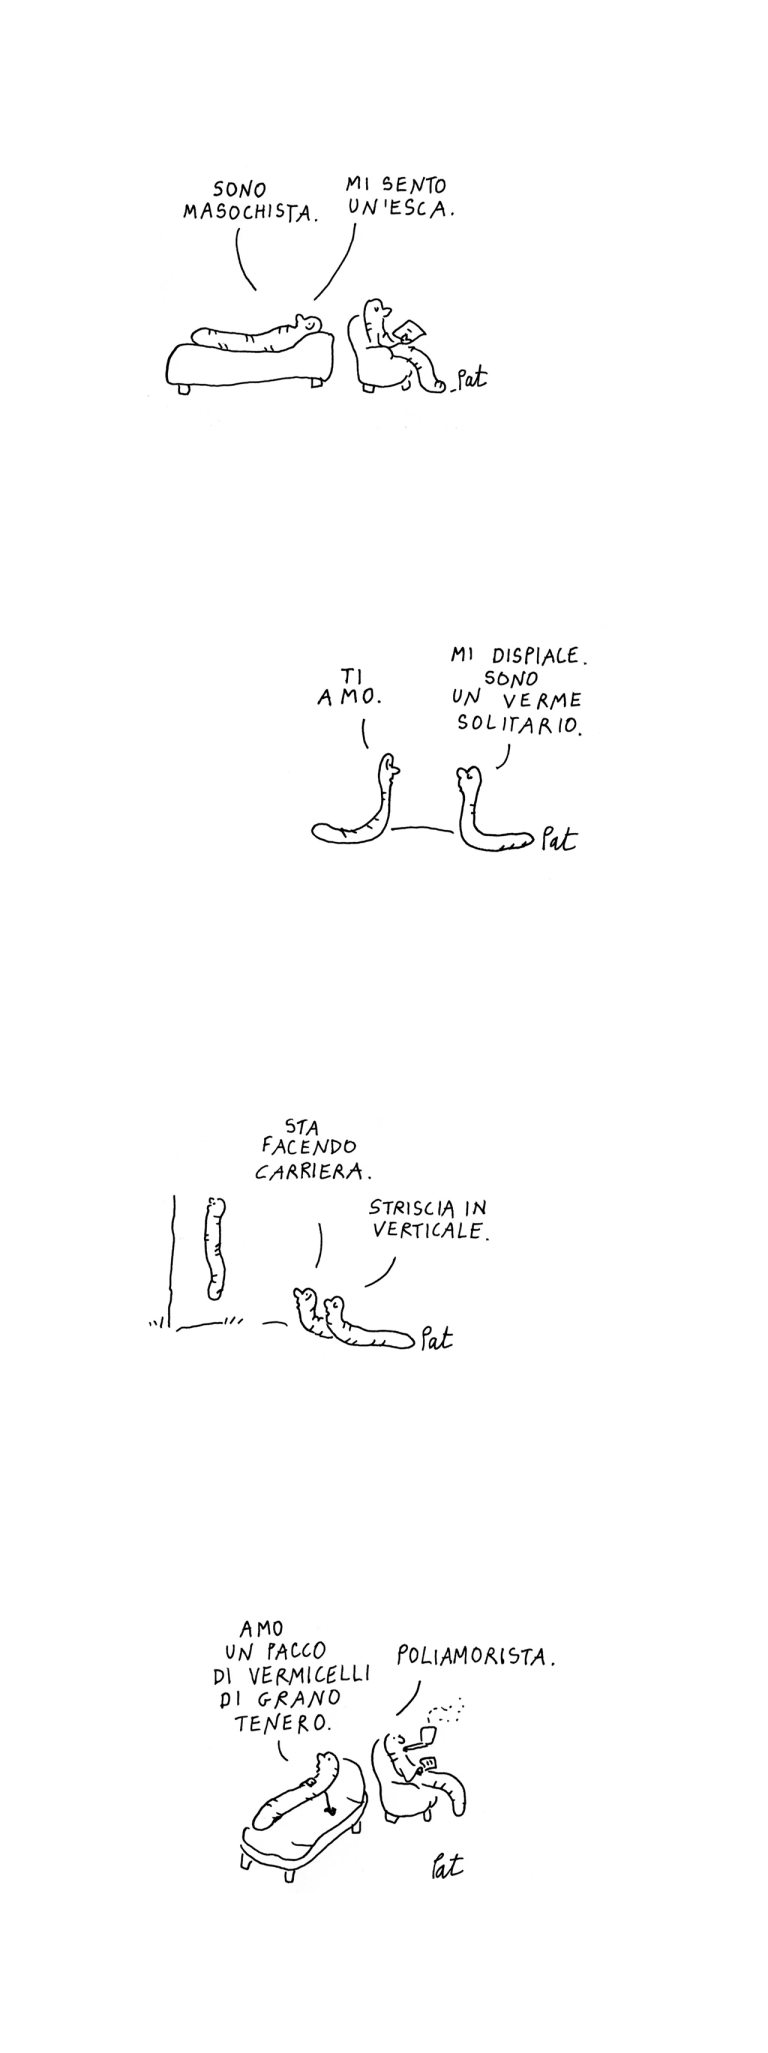 SONO
MASOCHISTA.
MI SENTO
UN'ESCA.
Pat
TI
AMO.
MI DISPIALE.
SONO
UN VERME
SOLITARIO.
Pat
STA
FACENDO
CARRIERA.
STRISCIA IN
VERTICALE.
Pat
AMO
UN PACCO
DI VERMICELLI
DI GRANO
TENERO.
POLIAMORISTA.
Pat